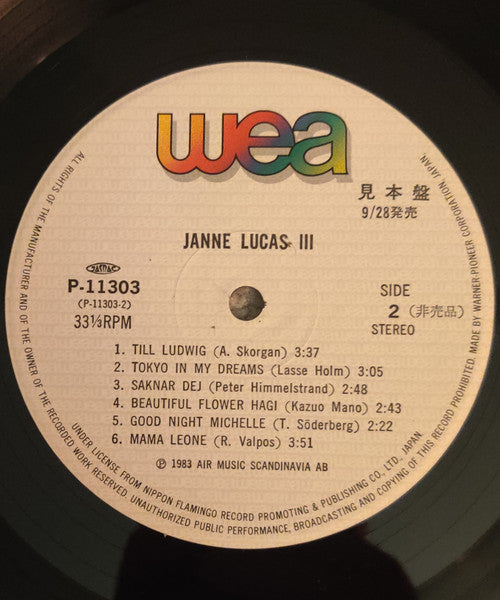 wea
見本盤
9/28発売
JANNE LUCAS III
JASRAC
P-11303
(P-11303-2)
33⅓RPM
SIDE
2 (非売品)
STEREO
1. TILL LUDWIG (A. Skorgan) 3:37
2. TOKYO IN MY DREAMS (Lasse Holm) 3:05
3. SAKNAR DEJ (Peter Himmelstrand) 2:48
4. BEAUTIFUL FLOWER HAGI (Kazuo Mano) 2:43
5. GOOD NIGHT MICHELLE (T. Söderberg) 2:22
6. MAMA LEONE (R. Valpos) 3:51
℗ 1983 AIR MUSIC SCANDINAVIA AB
UNDER LICENSE FROM NIPPON FLAMINGO RECORD PROMOTING & PUBLISHING CO., LTD., JAPAN.
ALL RIGHTS OF THE MANUFACTURER AND OF THE OWNER OF THE RECORDED WORK RESERVED. UNAUTHORIZED PUBLIC PERFORMANCE, BROADCASTING AND COPYING OF THIS RECORD PROHIBITED. MADE BY WARNER-PIONEER CORPORATION, JAPAN.